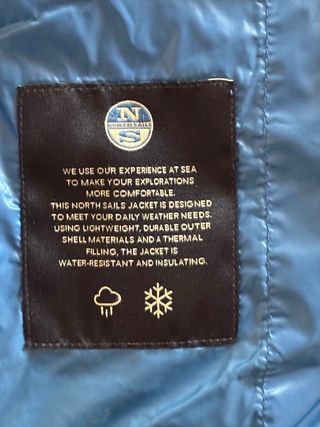 N
NORTH SAILS
S
WE USE OUR EXPERIENCE AT SEA
TO MAKE YOUR EXPLORATIONS
MORE COMFORTABLE.
THIS NORTH SAILS JACKET IS DESIGNED
TO MEET YOUR DAILY WEATHER NEEDS.
USING LIGHTWEIGHT, DURABLE OUTER
SHELL MATERIALS AND A THERMAL
FILLING, THE JACKET IS
WATER-RESISTANT AND INSULATING.